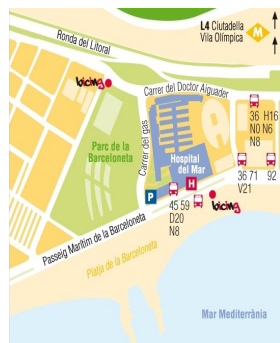 L4 Ciutadella
Vila Olímpica
M
Ronda del Litoral
bicing
Carrer del Doctor Aiguader
36 H16
N0 N6
N8
Parc de la
Barceloneta
Carrer del gas
Hospital
del Mar
H
P
36 71 92
V21
45 59
D20
N8
bicing
Passeig Marítim de la Barceloneta
Platja de la Barceloneta
Mar Mediterrània